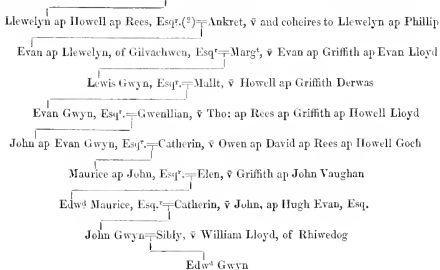 Llewelyn ap Howell ap Rees, Esqʳ.(²)=Ankret, ṽ and coheires to Llewelyn ap Phillip
Evan ap Llewelyn, of Gilvachwen, Esqʳ=Margᵗ, ṽ Evan ap Griffith ap Evan Lloyd
Lewis Gwyn, Esqʳ.=Mallt, ṽ Howell ap Griffith Derwas
Evan Gwyn, Esqʳ.=Gwenllian, ṽ Tho: ap Rees ap Griffith ap Howell Lloyd
John ap Evan Gwyn, Esqʳ.=Catherin, ṽ Owen ap David ap Rees ap Howell Goch
Maurice ap John, Esqʳ.=Elen, ṽ Griffith ap John Vaughan
Edwᵈ Maurice, Esq.ʳ=Catherin, ṽ John, ap Hugh Evan, Esq.
John Gwyn=Sibly, ṽ William Lloyd, of Rhiwedog
Edwᵈ Gwyn